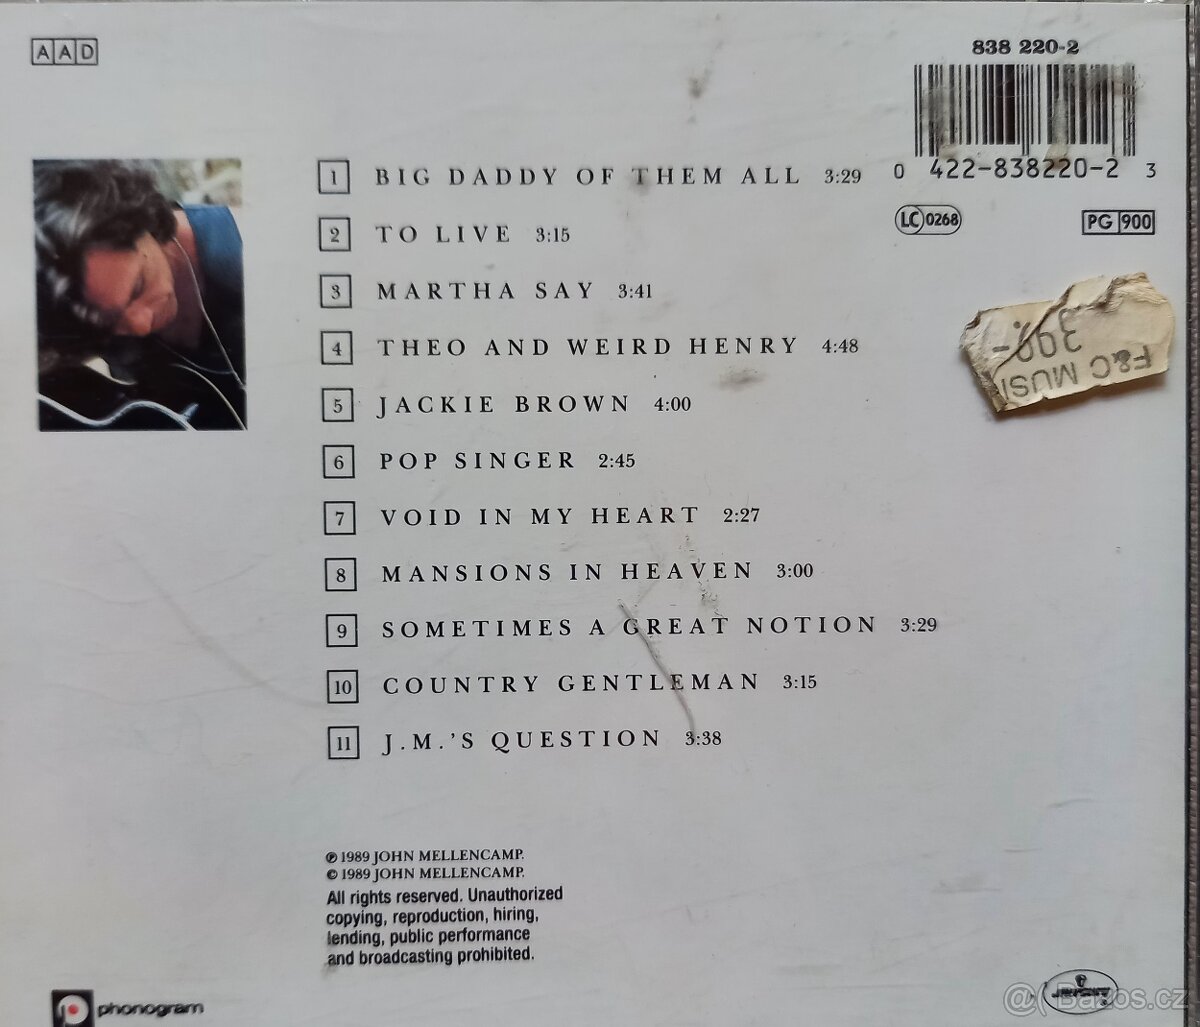 AAD
838 220-2
0 422-838220-2 3
LC 0268
PG 900
1 BIG DADDY OF THEM ALL 3:29
2 TO LIVE 3:15
3 MARTHA SAY 3:41
4 THEO AND WEIRD HENRY 4:48
5 JACKIE BROWN 4:00
6 POP SINGER 2:45
7 VOID IN MY HEART 2:27
8 MANSIONS IN HEAVEN 3:00
9 SOMETIMES A GREAT NOTION 3:29
10 COUNTRY GENTLEMAN 3:15
11 J.M.'S QUESTION 3:38
F&C MUSI
399.-
℗ 1989 JOHN MELLENCAMP.
© 1989 JOHN MELLENCAMP.
All rights reserved. Unauthorized
copying, reproduction, hiring,
lending, public performance
and broadcasting prohibited.
phonogram
Bazos.cz